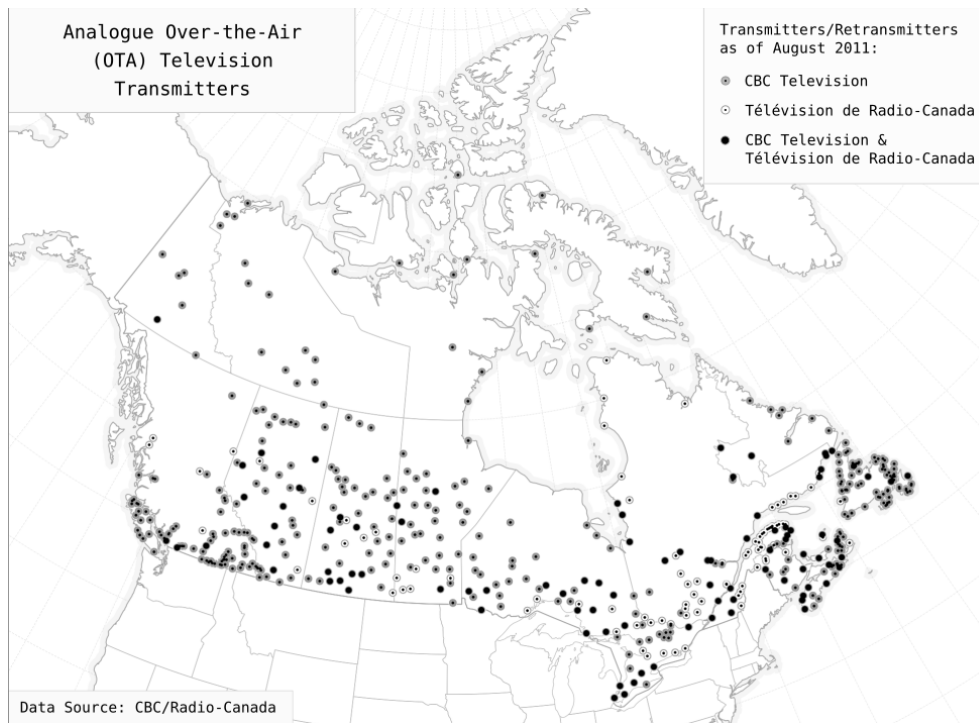 Analogue Over-the-Air
(OTA) Television
Transmitters
Transmitters/Retransmitters
as of August 2011:
CBC Television
Télévision de Radio-Canada
CBC Television &
Télévision de Radio-Canada
Data Source: CBC/Radio-Canada